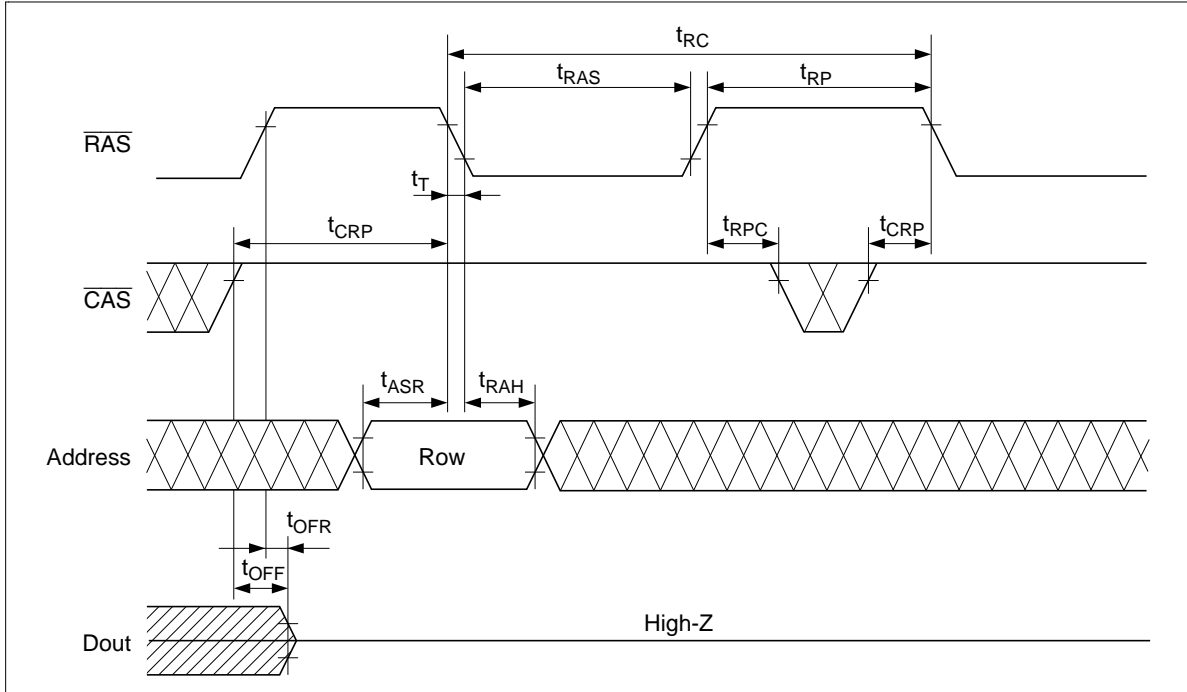 tRC
tRAS
tRP
RAS
tT
tCRP
tRPC
tCRP
CAS
tASR
tRAH
Address
Row
tOFR
tOFF
High-Z
Dout